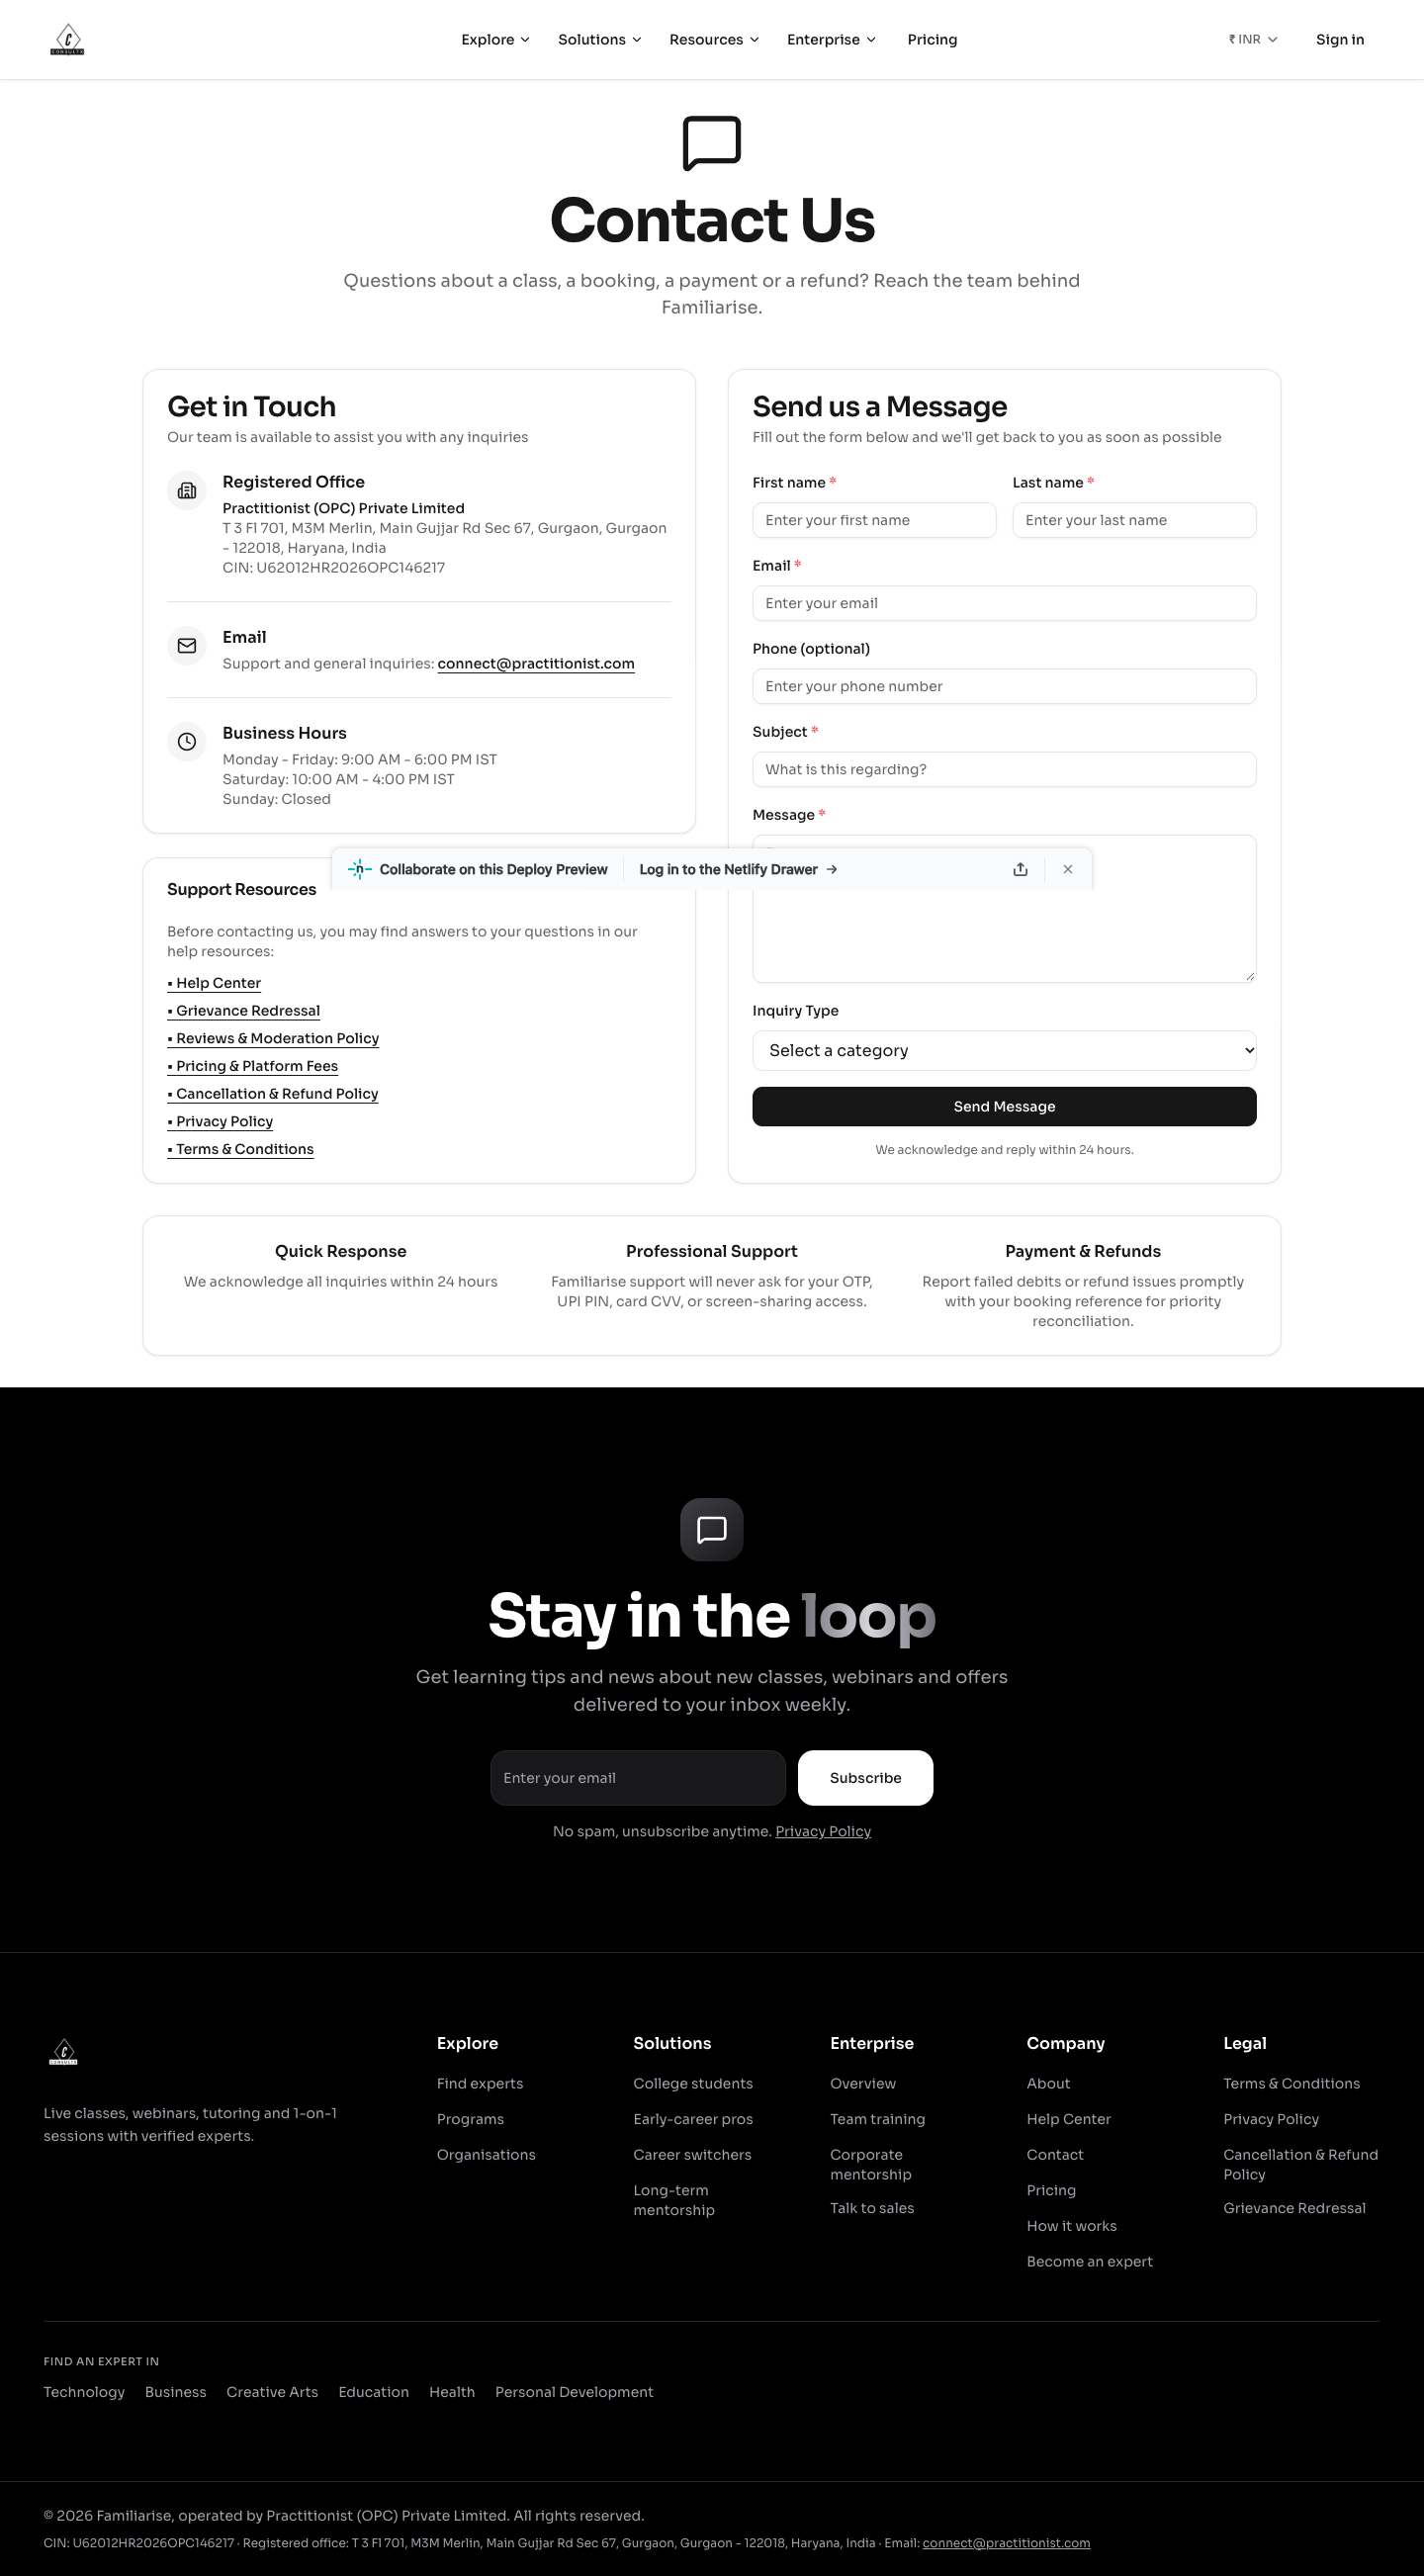 C
CONSULTX
Explore
Solutions
Resources
Enterprise
Pricing
₹ INR
Sign in
Contact Us
Questions about a class, a booking, a payment or a refund? Reach the team behind
Familiarise.
Get in Touch
Our team is available to assist you with any inquiries
Registered Office
Practitionist (OPC) Private Limited
T 3 Fl 701, M3M Merlin, Main Gujjar Rd Sec 67, Gurgaon, Gurgaon
- 122018, Haryana, India
CIN: U62012HR2026OPC146217
Email
Support and general inquiries: connect@practitionist.com
Business Hours
Monday - Friday: 9:00 AM - 6:00 PM IST
Saturday: 10:00 AM - 4:00 PM IST
Sunday: Closed
Support Resources
Before contacting us, you may find answers to your questions in our
help resources:
• Help Center
• Grievance Redressal
• Reviews & Moderation Policy
• Pricing & Platform Fees
• Cancellation & Refund Policy
• Privacy Policy
• Terms & Conditions
Send us a Message
Fill out the form below and we'll get back to you as soon as possible
First name *
Last name *
Enter your first name
Enter your last name
Email *
Enter your email
Phone (optional)
Enter your phone number
Subject *
What is this regarding?
Message *
Collaborate on this Deploy Preview
Log in to the Netlify Drawer →
Inquiry Type
Select a category
Send Message
We acknowledge and reply within 24 hours.
Quick Response
We acknowledge all inquiries within 24 hours
Professional Support
Familiarise support will never ask for your OTP,
UPI PIN, card CVV, or screen-sharing access.
Payment & Refunds
Report failed debits or refund issues promptly
with your booking reference for priority
reconciliation.
Stay in the loop
Get learning tips and news about new classes, webinars and offers
delivered to your inbox weekly.
Enter your email
Subscribe
No spam, unsubscribe anytime. Privacy Policy
C
CONSULTX
Live classes, webinars, tutoring and 1-on-1
sessions with verified experts.
Explore
Find experts
Programs
Organisations
Solutions
College students
Early-career pros
Career switchers
Long-term
mentorship
Enterprise
Overview
Team training
Corporate
mentorship
Talk to sales
Company
About
Help Center
Contact
Pricing
How it works
Become an expert
Legal
Terms & Conditions
Privacy Policy
Cancellation & Refund
Policy
Grievance Redressal
FIND AN EXPERT IN
Technology
Business
Creative Arts
Education
Health
Personal Development
© 2026 Familiarise, operated by Practitionist (OPC) Private Limited. All rights reserved.
CIN: U62012HR2026OPC146217 · Registered office: T 3 Fl 701, M3M Merlin, Main Gujjar Rd Sec 67, Gurgaon, Gurgaon - 122018, Haryana, India · Email: connect@practitionist.com